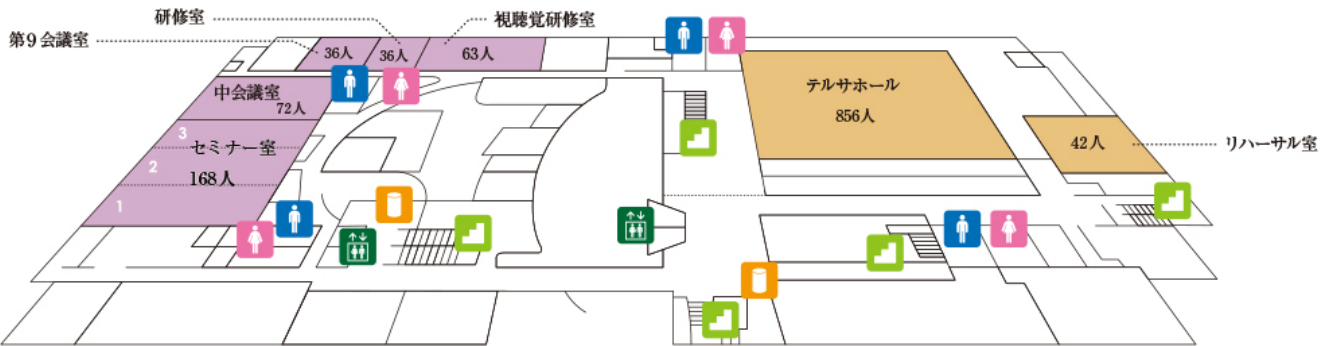 研修室
視聴覚研修室
第9会議室
36人
36人
63人
テルサホール
856人
中会議室
72人
3
セミナー室
168人
2
1
42人
リハーサル室